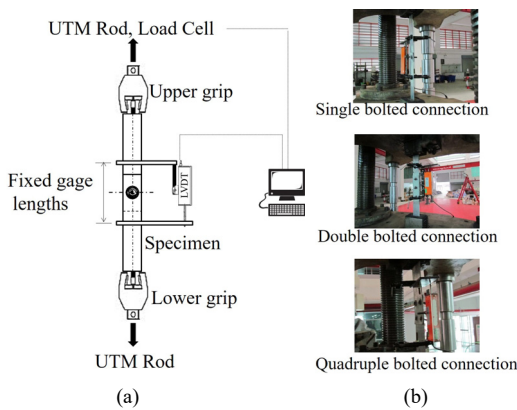 UTM Rod, Load Cell
Upper grip
Fixed gage
lengths
LVDT
Specimen
Lower grip
UTM Rod
(a)
Single bolted connection
Double bolted connection
Quadruple bolted connection
(b)